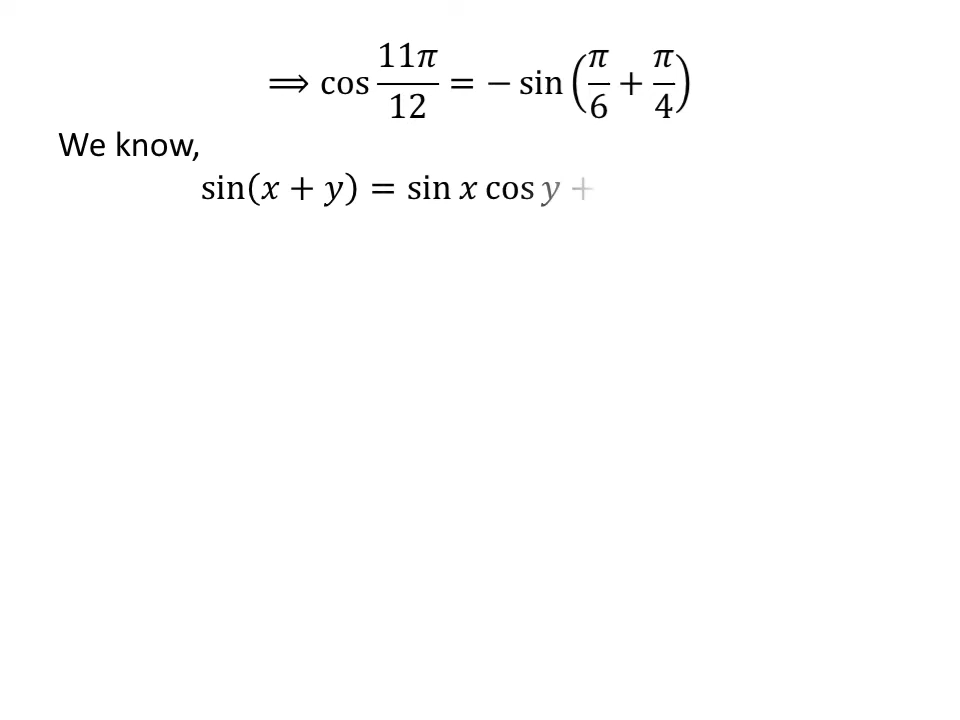 ⟹ cos 11π/12 = − sin (π/6 + π/4)
We know,
sin(x + y) = sin x cos y +